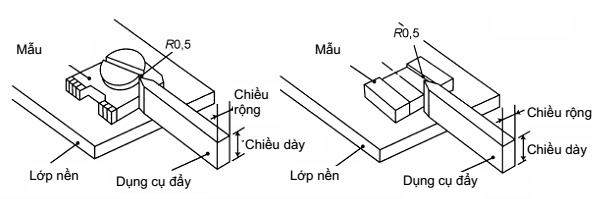 R0,5
Mẫu
Chiều
rộng
Chiều dày
Lớp nền
Dụng cụ đẩy
R0,5
Mẫu
Chiều rộng
Chiều dày
Lớp nền
Dụng cụ đẩy